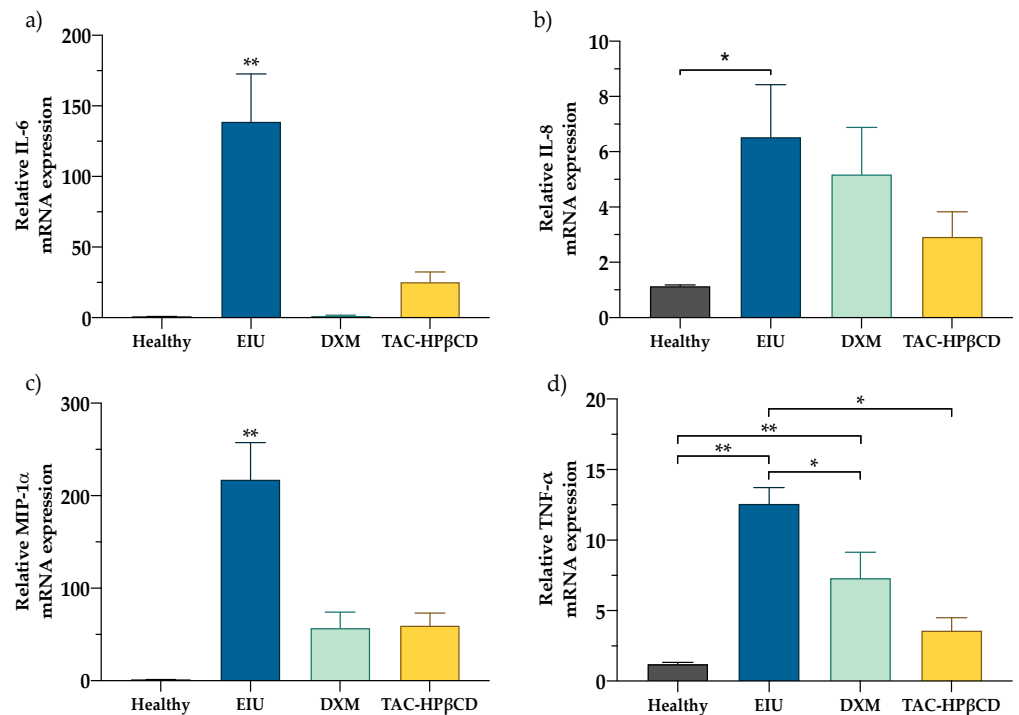 a)
Relative IL-6
mRNA expression
200
150
100
50
0
**
Healthy EIU DXM TAC-HPβCD
b)
Relative IL-8
mRNA expression
10
8
6
4
2
0
*
Healthy EIU DXM TAC-HPβCD
c)
Relative MIP-1α
mRNA expression
300
200
100
0
**
Healthy EIU DXM TAC-HPβCD
d)
Relative TNF-α
mRNA expression
20
15
10
5
0
*
**
**
*
Healthy EIU DXM TAC-HPβCD